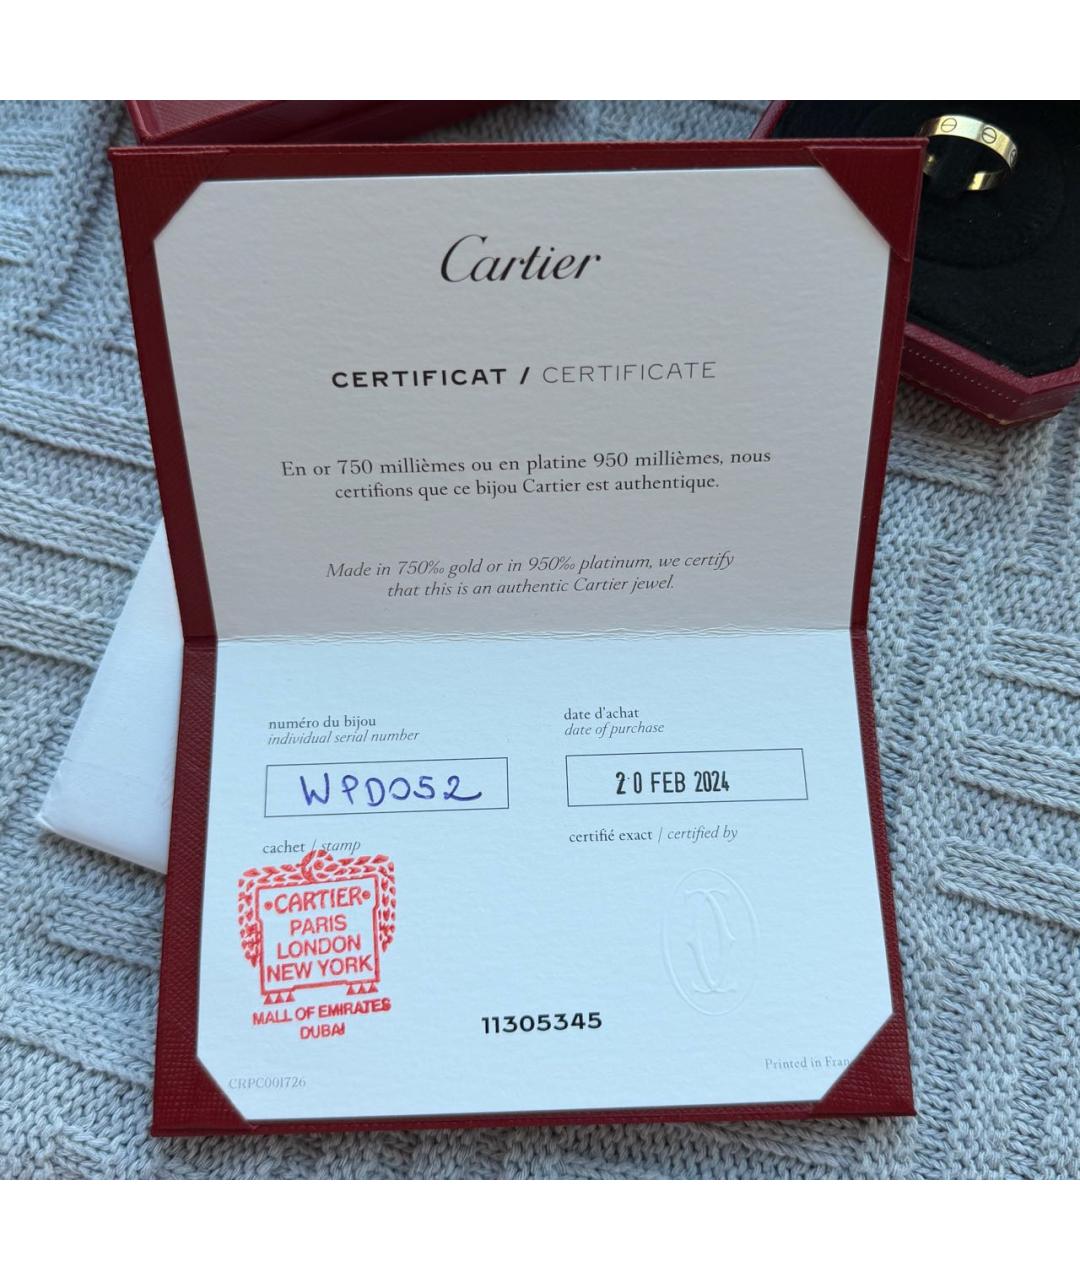 Cartier
CERTIFICAT / CERTIFICATE
En or 750 millièmes ou en platine 950 millièmes, nous
certifions que ce bijou Cartier est authentique.
Made in 750‰ gold or in 950‰ platinum, we certify
that this is an authentic Cartier jewel.
numéro du bijou
individual serial number
WPD052
date d'achat
date of purchase
20 FEB 2024
cachet / stamp
certifié exact / certified by
CARTIER
PARIS
LONDON
NEW YORK
MALL OF EMIRATES
DUBAI
11305345
CRPC001726
Printed in Fran